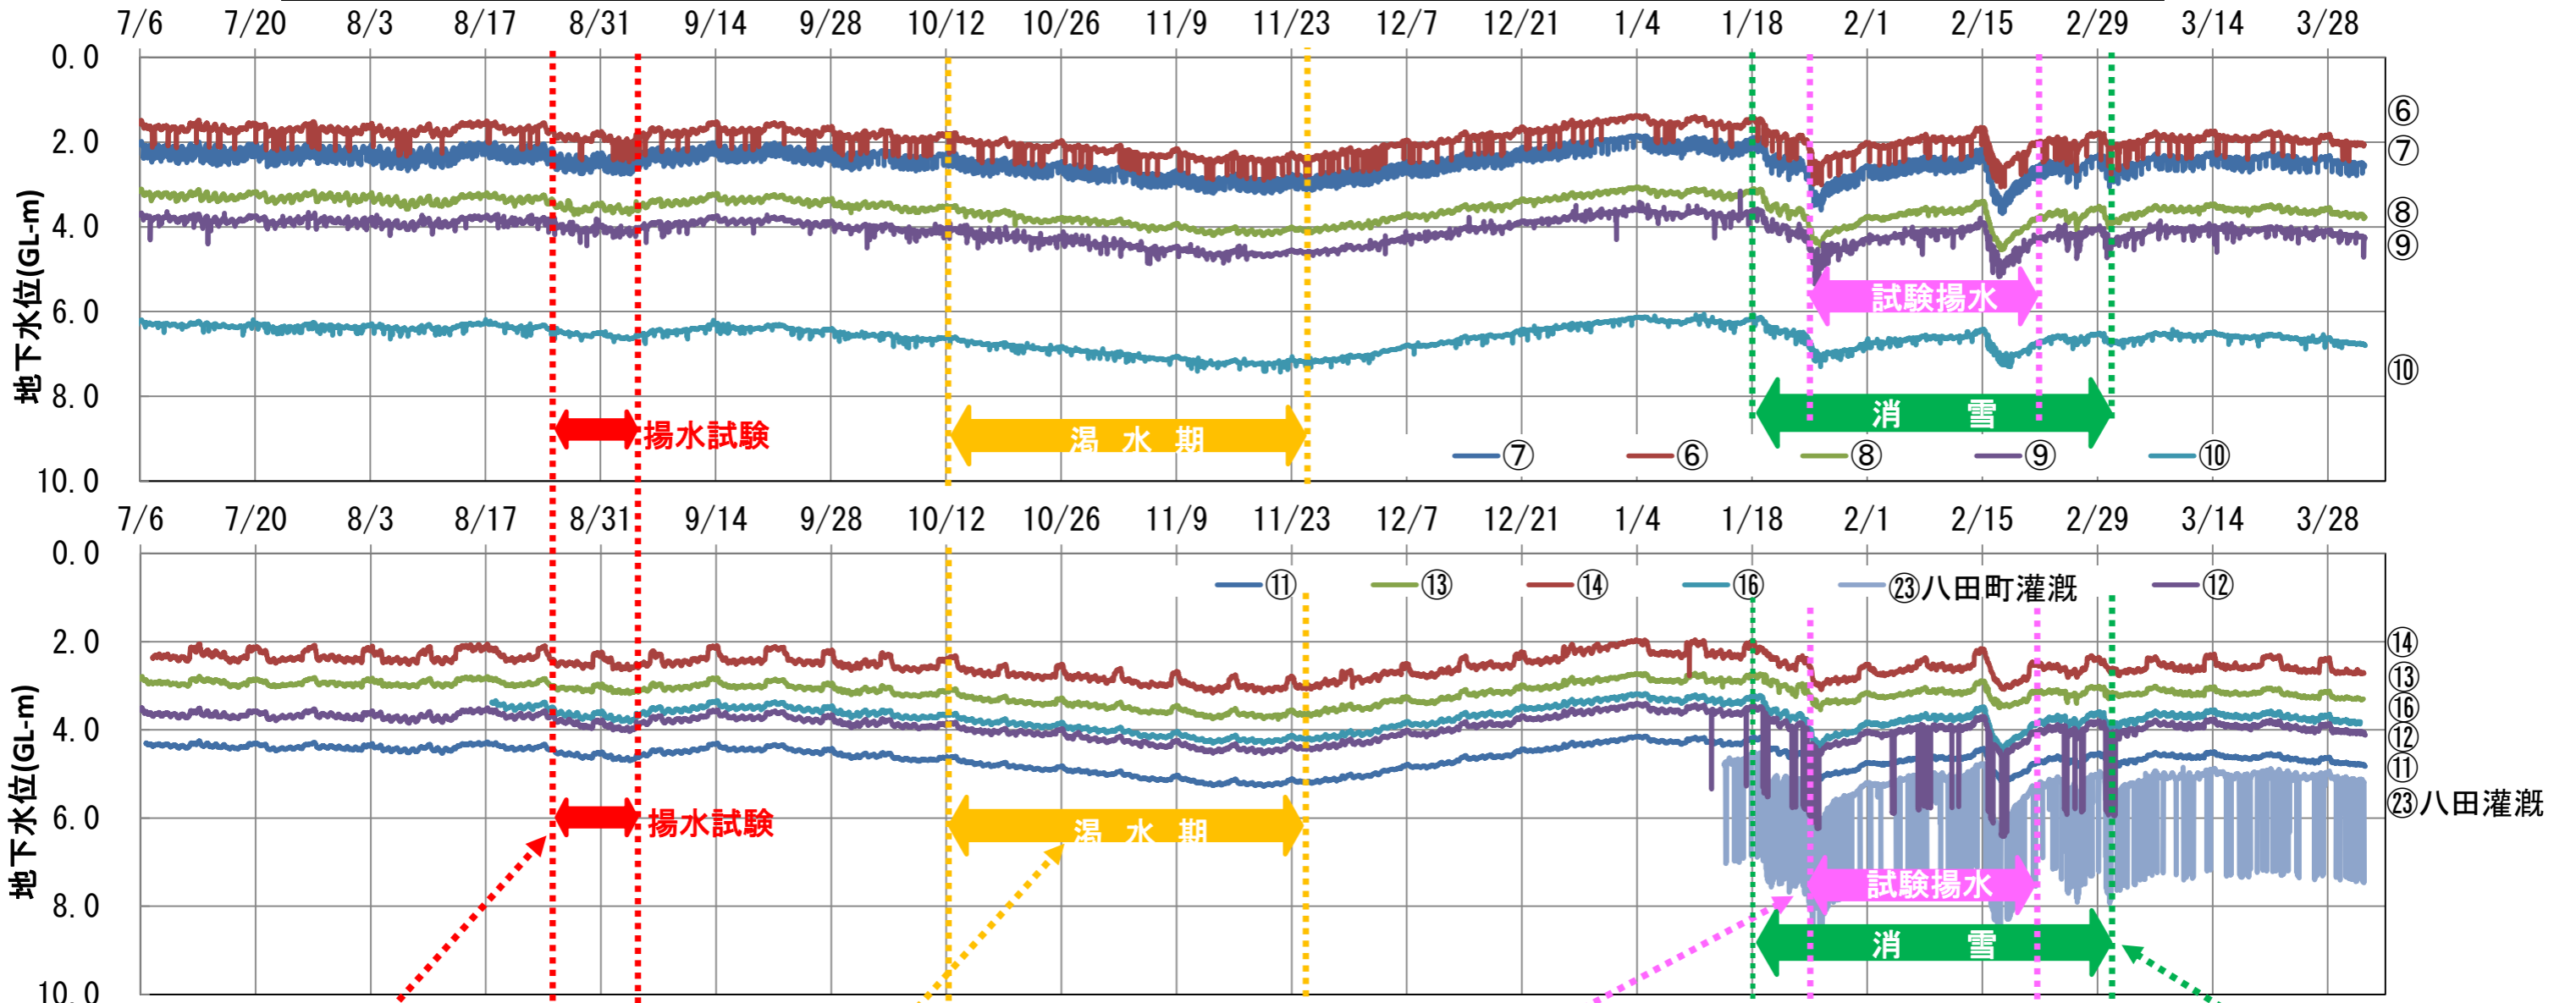 7/6 7/20 8/3 8/17 8/31 9/14 9/28 10/12 10/26 11/9 11/23 12/7 12/21 1/4 1/18 2/1 2/15 2/29 3/14 3/28
地下水位(GL-m)
0.0
2.0
4.0
6.0
8.0
10.0
⑥
⑦
⑧
⑨
⑩
試験揚水
揚水試験
渇 水 期
消 雪
⑦ ⑥ ⑧ ⑨ ⑩
7/6 7/20 8/3 8/17 8/31 9/14 9/28 10/12 10/26 11/9 11/23 12/7 12/21 1/4 1/18 2/1 2/15 2/29 3/14 3/28
地下水位(GL-m)
0.0
2.0
4.0
6.0
8.0
10.0
⑪ ⑬ ⑭ ⑯ ㉓八田町灌漑 ⑫
⑭
⑬
⑯
⑫
⑪
㉓八田灌漑
揚水試験
渇 水 期
試験揚水
消 雪